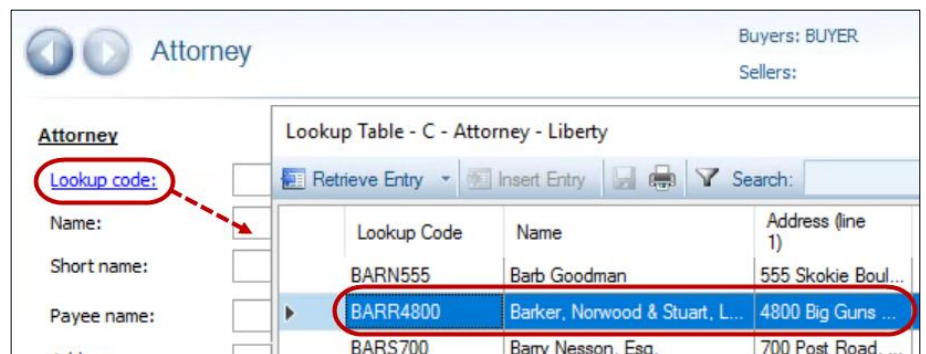 Attorney
Buyers: BUYER
Sellers:
Attorney
Lookup code:
Name:
Short name:
Payee name:
Lookup Table - C - Attorney - Liberty
Retrieve Entry Insert Entry Search:
Lookup Code Name Address (line 1)
BARN555 Barb Goodman 555 Skokie Boul...
BARR4800 Barker, Norwood & Stuart, L... 4800 Big Guns ...
BARS700 Barry Nesson, Esq. 700 Post Road, ...